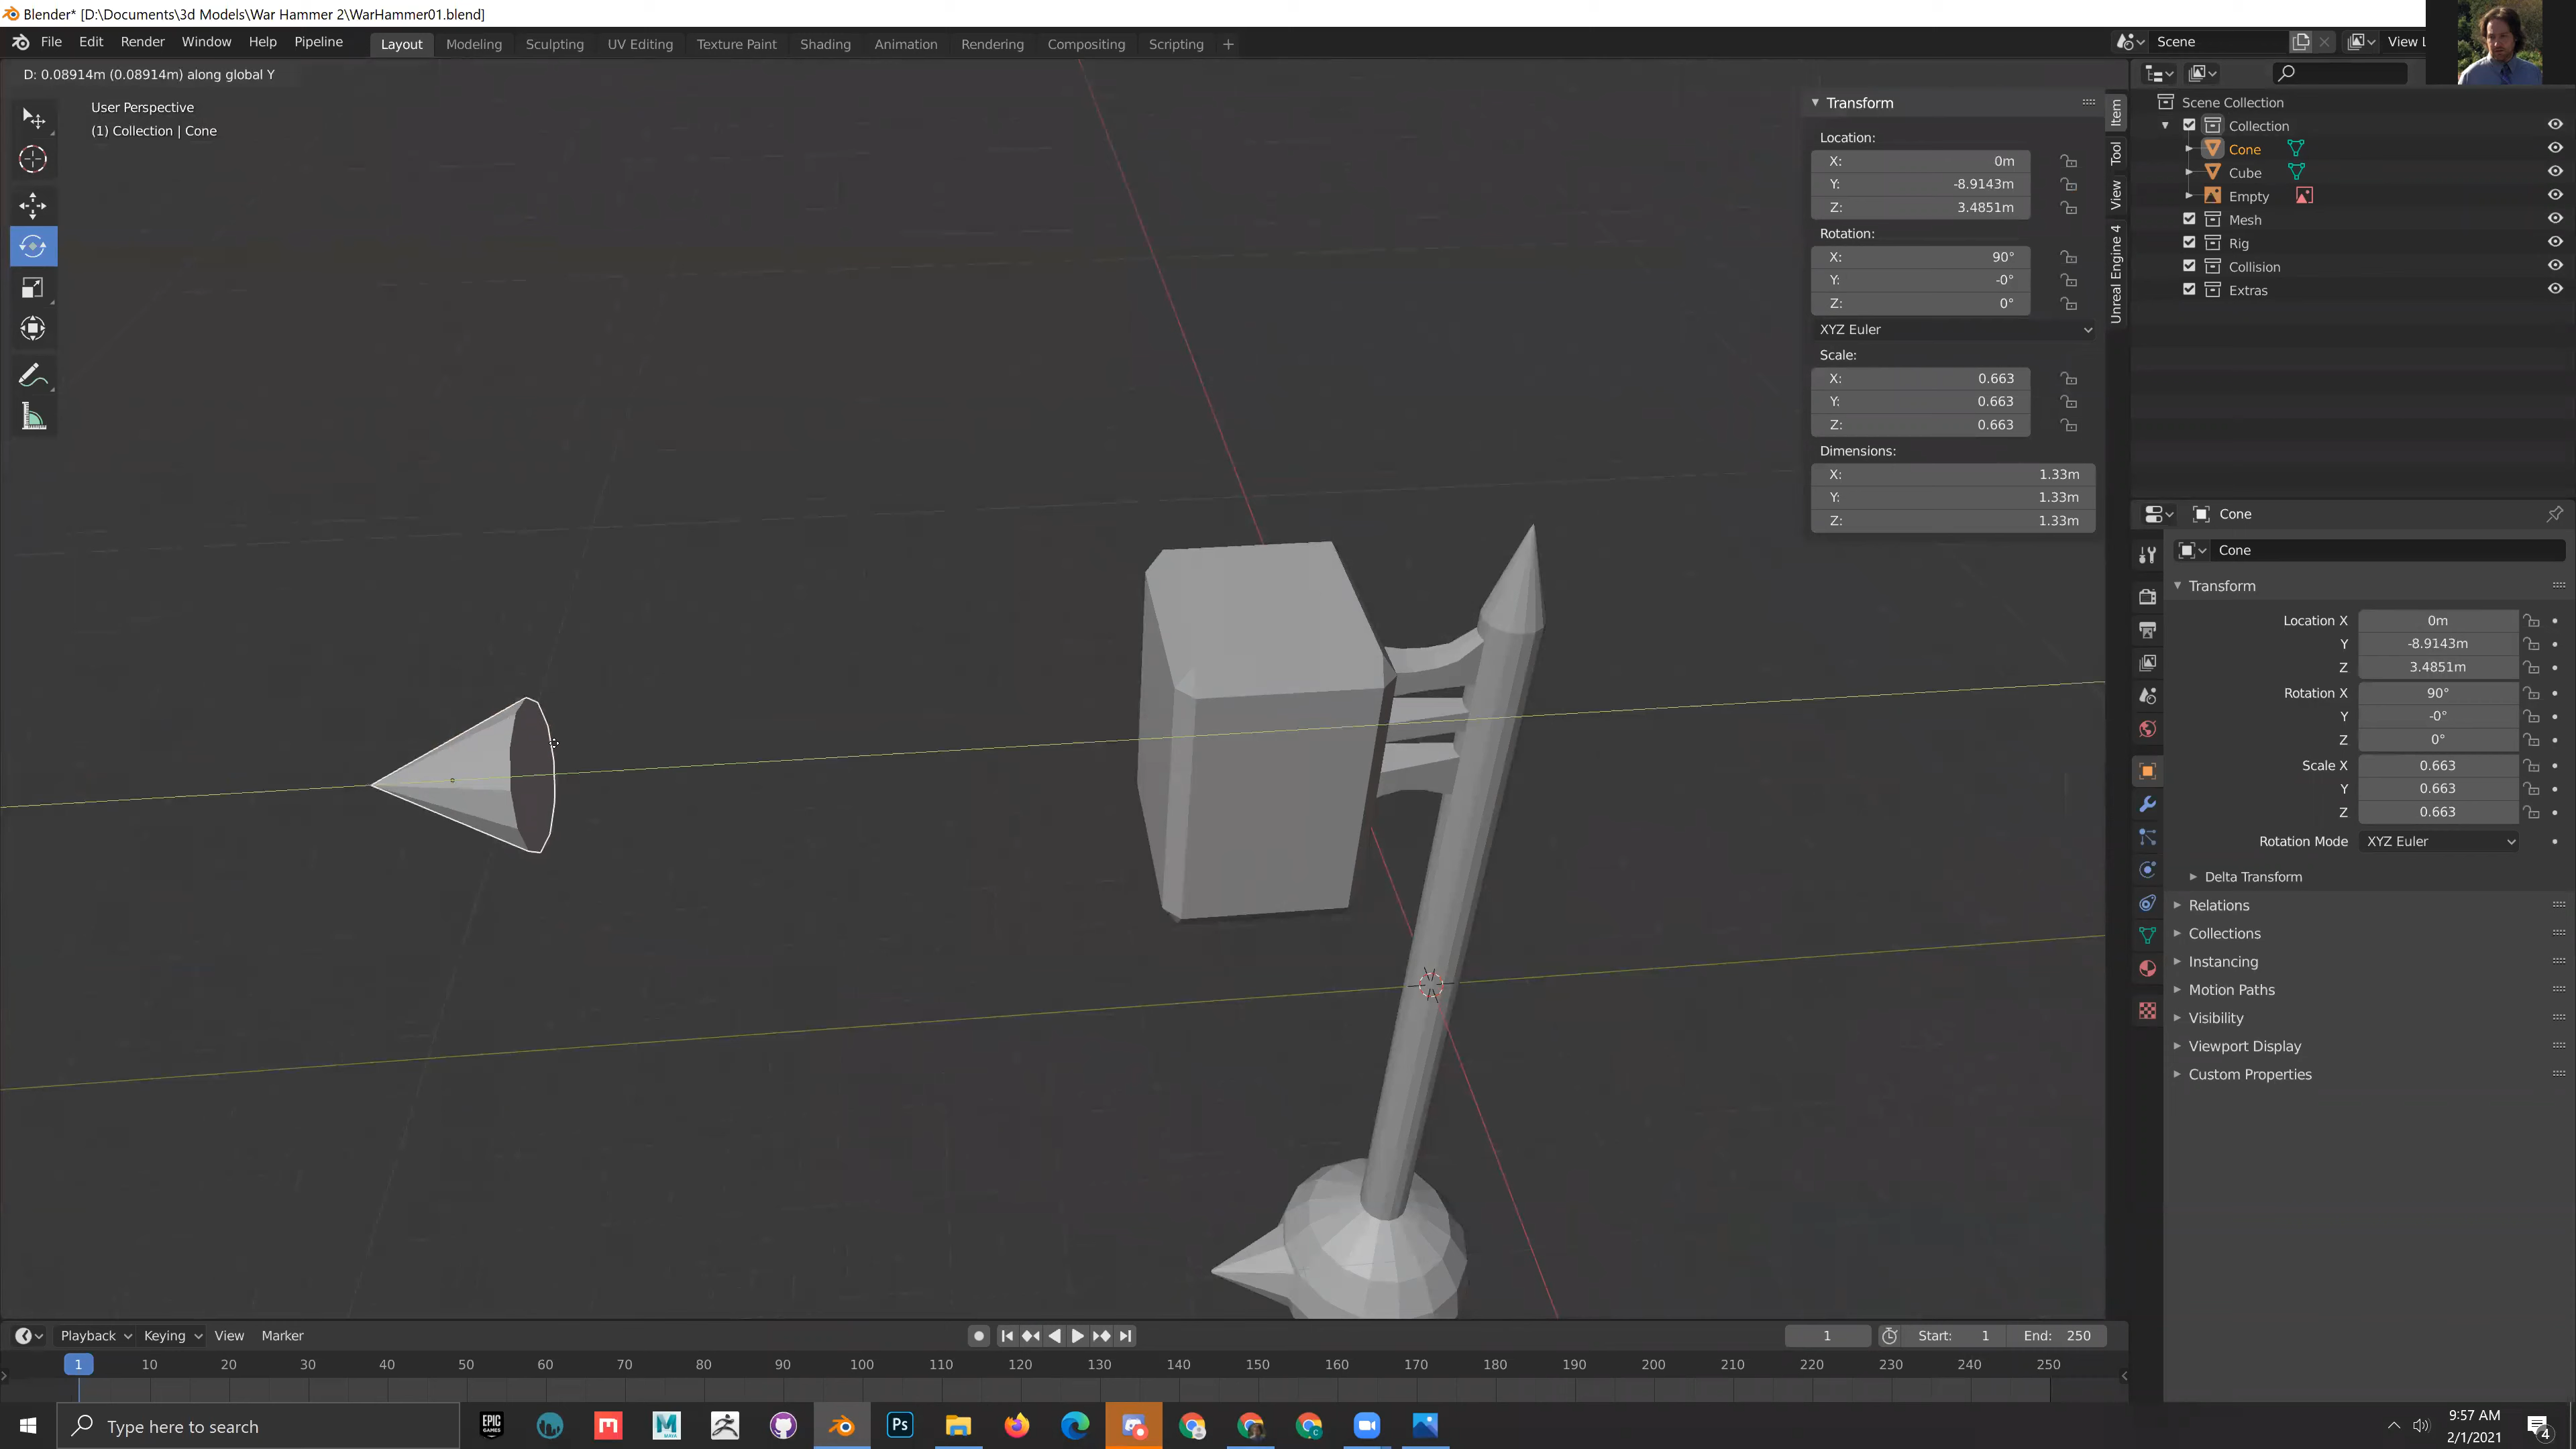 Blender* [D:\Documents\3d Models\War Hammer 2\WarHammer01.blend]
File Edit Render Window Help Pipeline Layout Modeling Sculpting UV Editing Texture Paint Shading Animation Rendering Compositing Scripting + Scene View L
D: 0.08914m (0.08914m) along global Y
User Perspective
(1) Collection | Cone
Transform
Location:
X: 0m
Y: -8.9143m
Z: 3.4851m
Rotation:
X: 90°
Y: -0°
Z: 0°
XYZ Euler
Scale:
X: 0.663
Y: 0.663
Z: 0.663
Dimensions:
X: 1.33m
Y: 1.33m
Z: 1.33m
Item
Tool
View
Unreal Engine 4
Scene Collection
Collection
Cone
Cube
Empty
Mesh
Rig
Collision
Extras
Cone
Cone
Transform
Location X 0m
Y -8.9143m
Z 3.4851m
Rotation X 90°
Y -0°
Z 0°
Scale X 0.663
Y 0.663
Z 0.663
Rotation Mode XYZ Euler
Delta Transform
Relations
Collections
Instancing
Motion Paths
Visibility
Viewport Display
Custom Properties
Playback Keying View Marker 1 Start: 1 End: 250
1 10 20 30 40 50 60 70 80 90 100 110 120 130 140 150 160 170 180 190 200 210 220 230 240 250
Type here to search
EPIC GAMES
MAYA
Ps
9:57 AM
2/1/2021
4